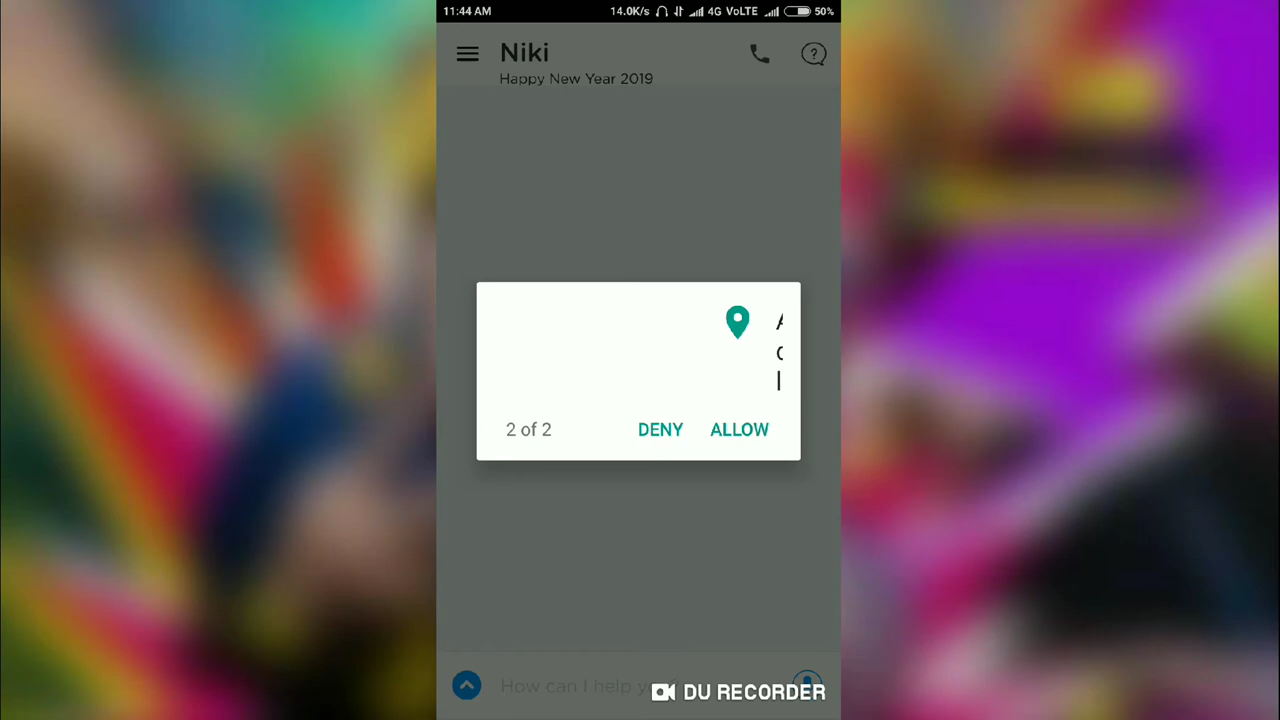 11:44 AM 14.0K/s 4G VoLTE 50%
Niki
Happy New Year 2019
2 of 2 DENY ALLOW
How can I help
DU RECORDER